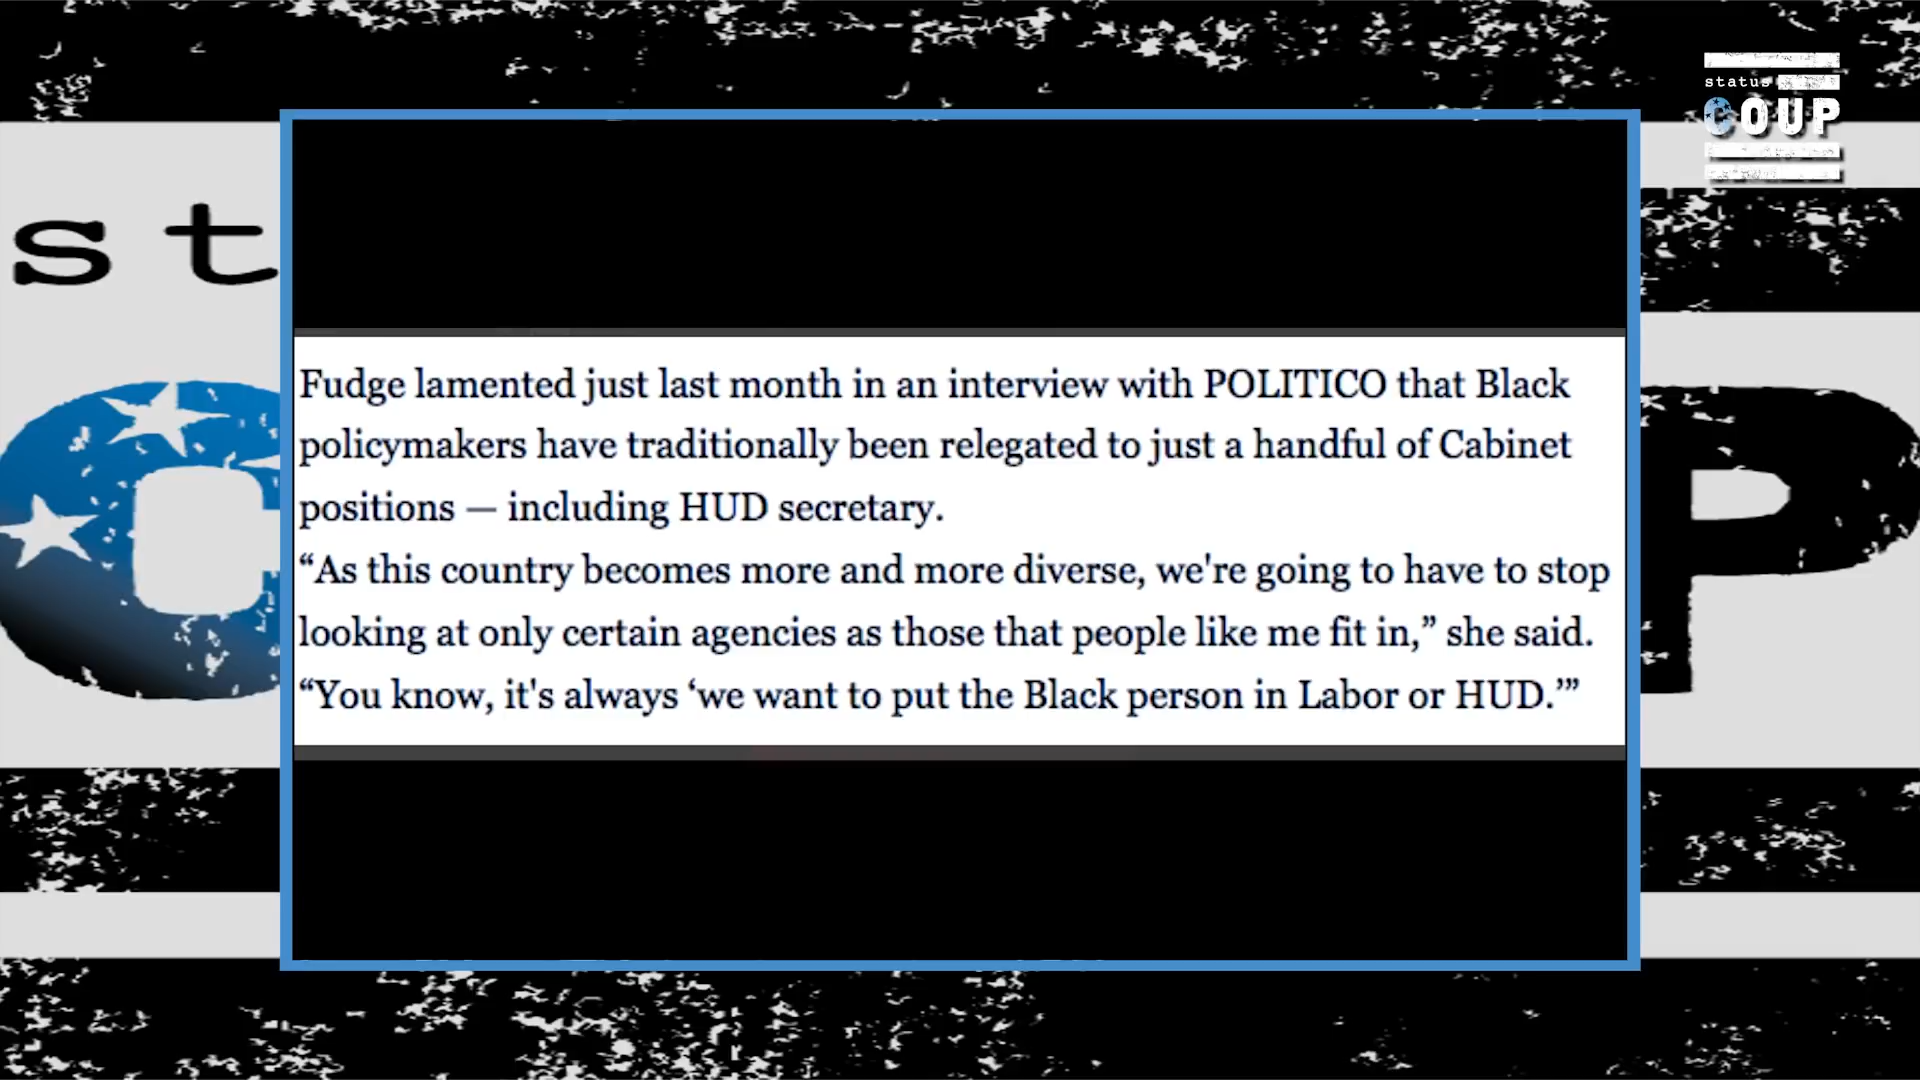 status
COUP
st
C
P
Fudge lamented just last month in an interview with POLITICO that Black
policymakers have traditionally been relegated to just a handful of Cabinet
positions — including HUD secretary.
“As this country becomes more and more diverse, we're going to have to stop
looking at only certain agencies as those that people like me fit in,” she said.
“You know, it's always ‘we want to put the Black person in Labor or HUD.’”